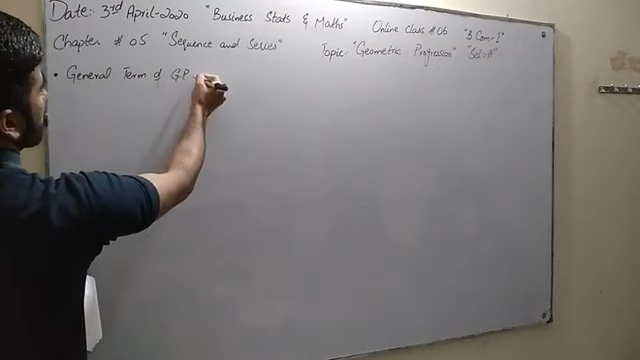 Date:- 3rd April-2020 "Business Stats & Maths" Online class # 06 "B.Com-I"
Chapter # 05 "Sequence and Series" Topic:- "Geometric Progression" "Set-A"
• General Term of G.P